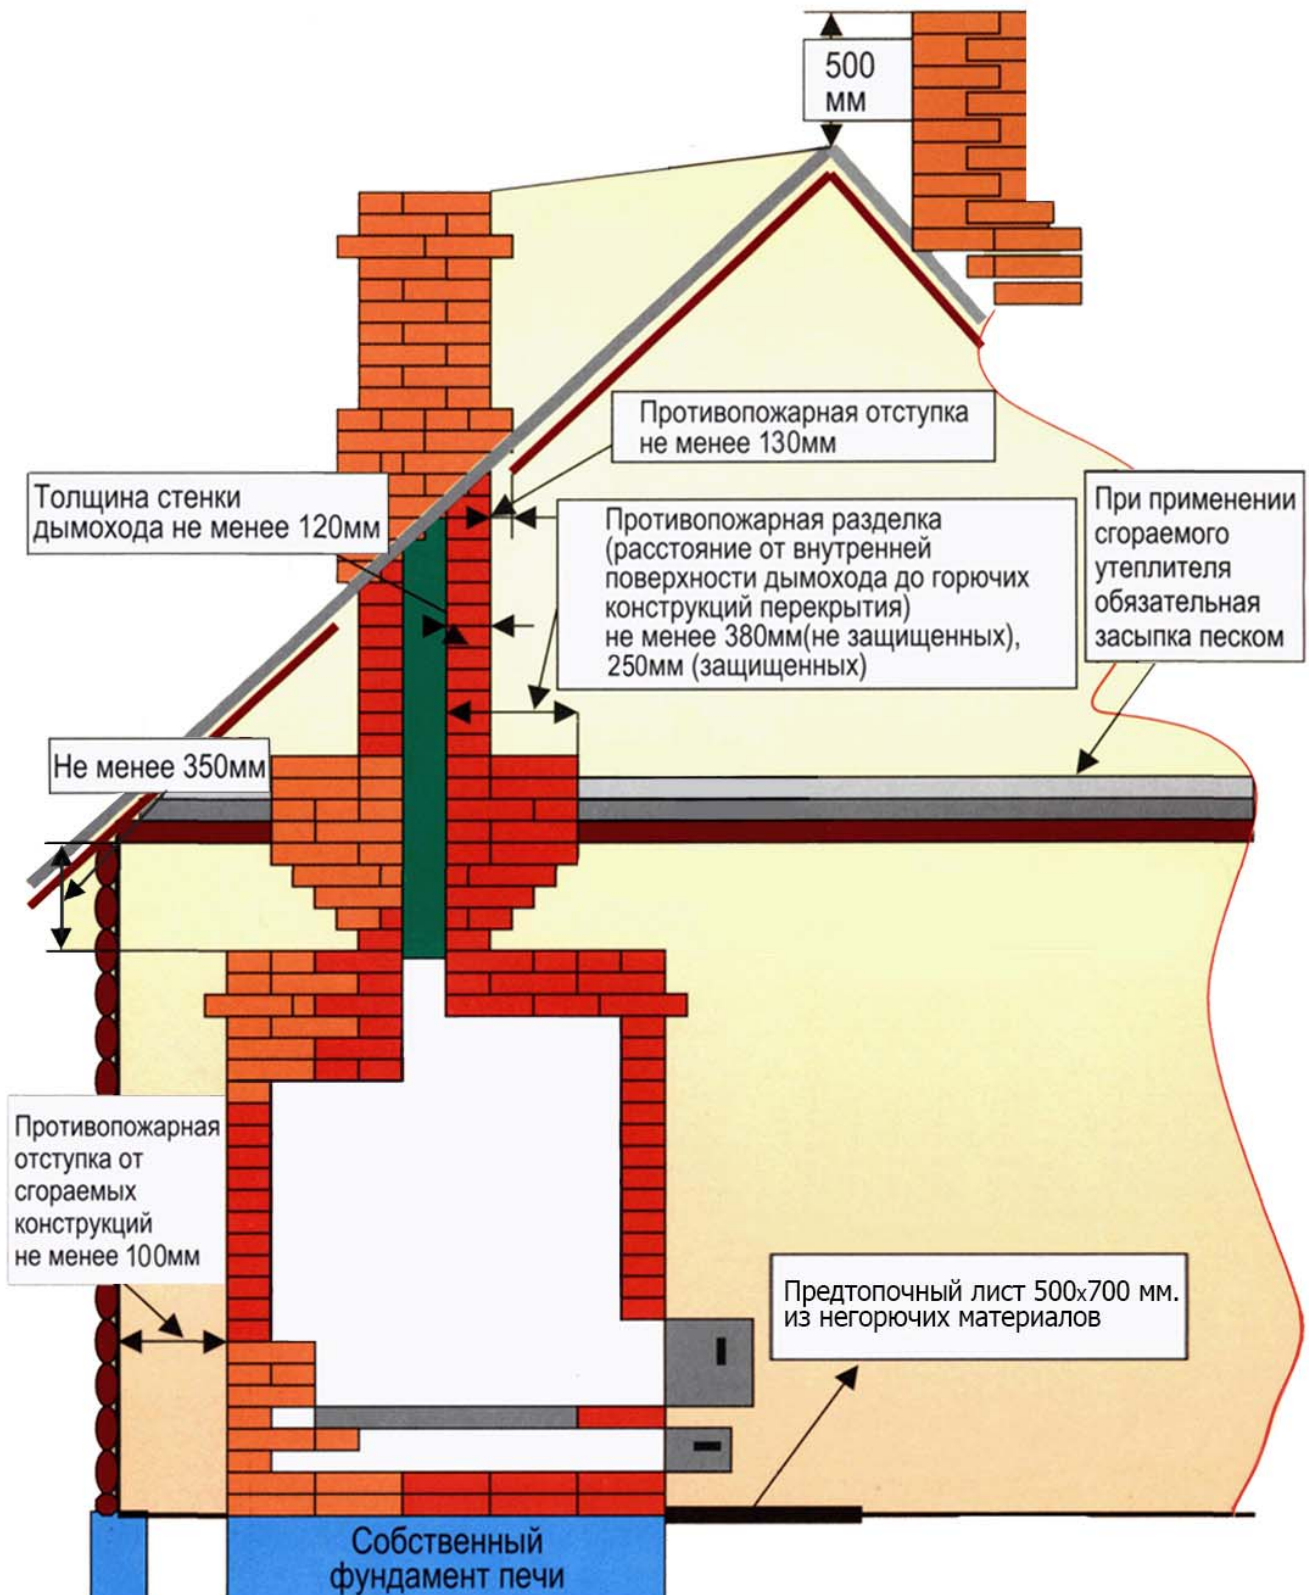 500
мм
Противопожарная отступка
не менее 130мм
Толщина стенки
дымохода не менее 120мм
Противопожарная разделка
(расстояние от внутренней
поверхности дымохода до горючих
конструкций перекрытия)
не менее 380мм(не защищенных),
250мм (защищенных)
При применении
сгораемого
утеплителя
обязательная
засыпка песком
Не менее 350мм
Противопожарная
отступка от
сгораемых
конструкций
не менее 100мм
Предтопочный лист 500х700 мм.
из негорючих материалов
Собственный
фундамент печи